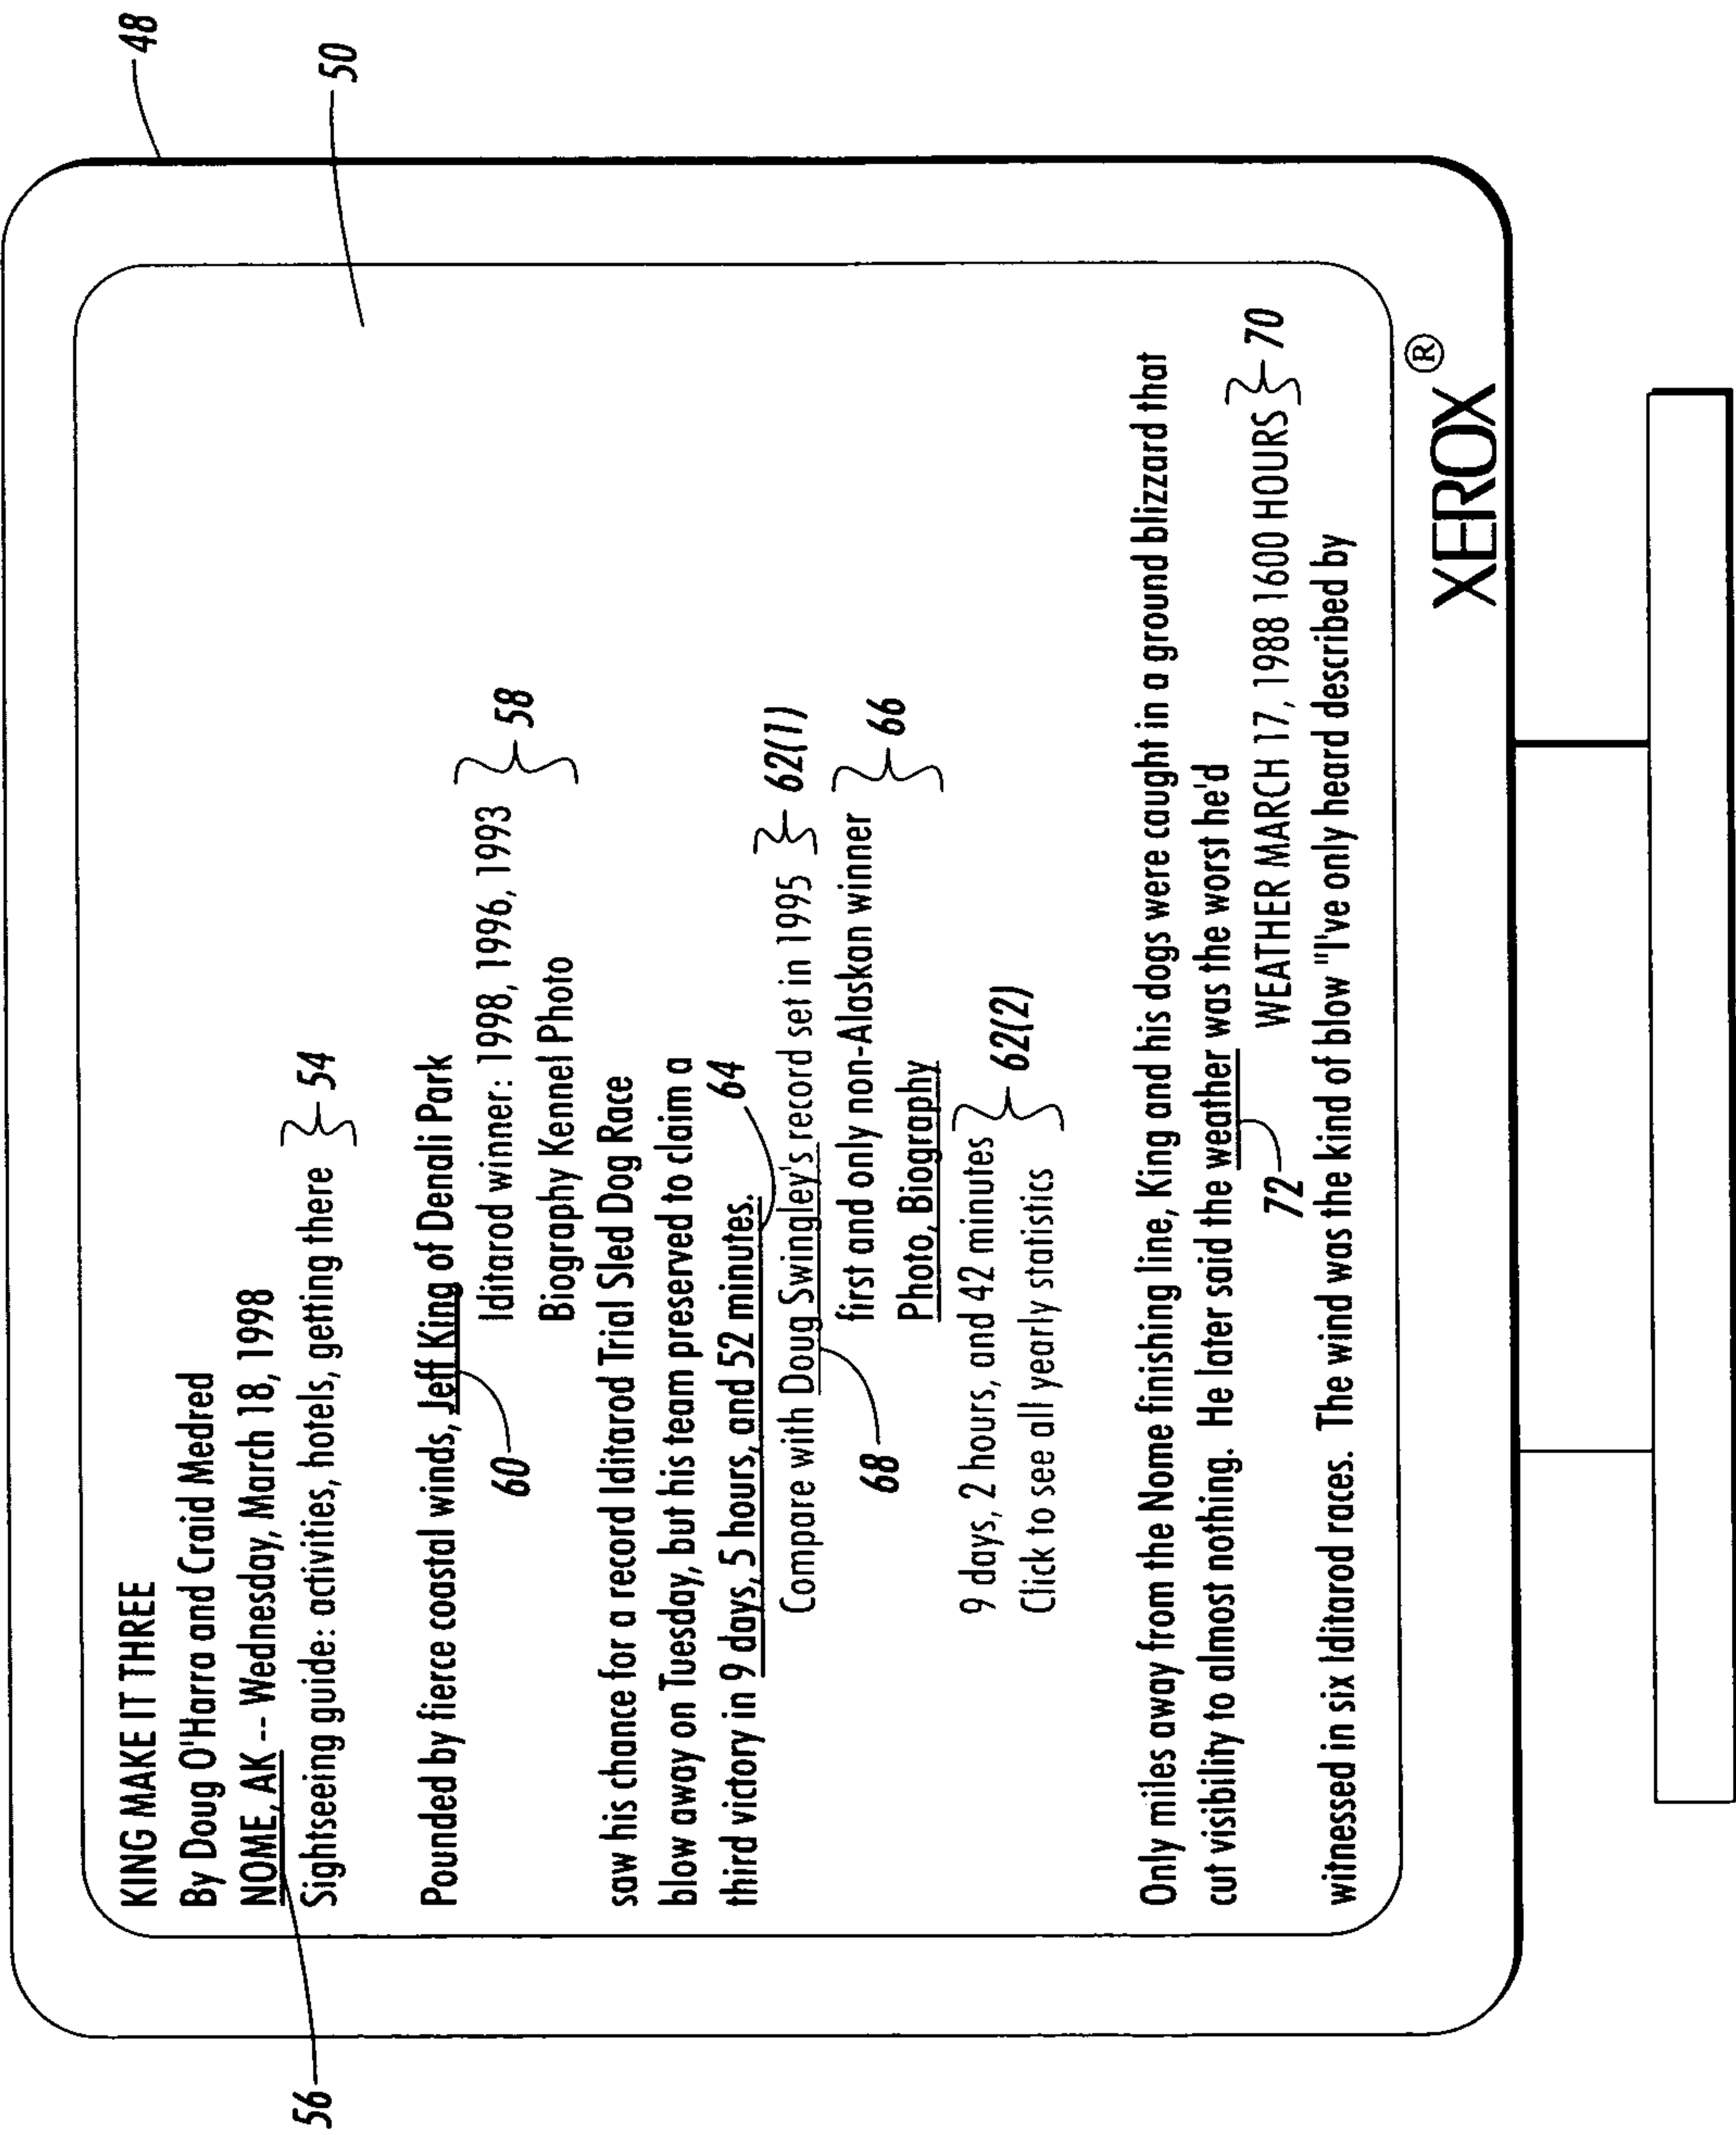 48
50
KING MAKE IT THREE
By Doug O'Harra and Craid Medred
NOME, AK -- Wednesday, March 18, 1998
56
Sightseeing guide: activities, hotels, getting there 54
Pounded by fierce coastal winds, Jeff King of Denali Park
60
Iditarod winner: 1998, 1996, 1993
58
Biography Kennel Photo
saw his chance for a record Iditarod Trial Sled Dog Race
blow away on Tuesday, but his team preserved to claim a
third victory in 9 days, 5 hours, and 52 minutes.
64
Compare with Doug Swingley's record set in 1995 62(1)
68
first and only non-Alaskan winner
66
Photo, Biography
9 days, 2 hours, and 42 minutes
62(2)
Click to see all yearly statistics
Only miles away from the Nome finishing line, King and his dogs were caught in a ground blizzard that
cut visibility to almost nothing. He later said the weather was the worst he'd
72
WEATHER MARCH 17, 1988 1600 HOURS 70
witnessed in six Iditarod races. The wind was the kind of blow "I've only heard described by
XEROX ®